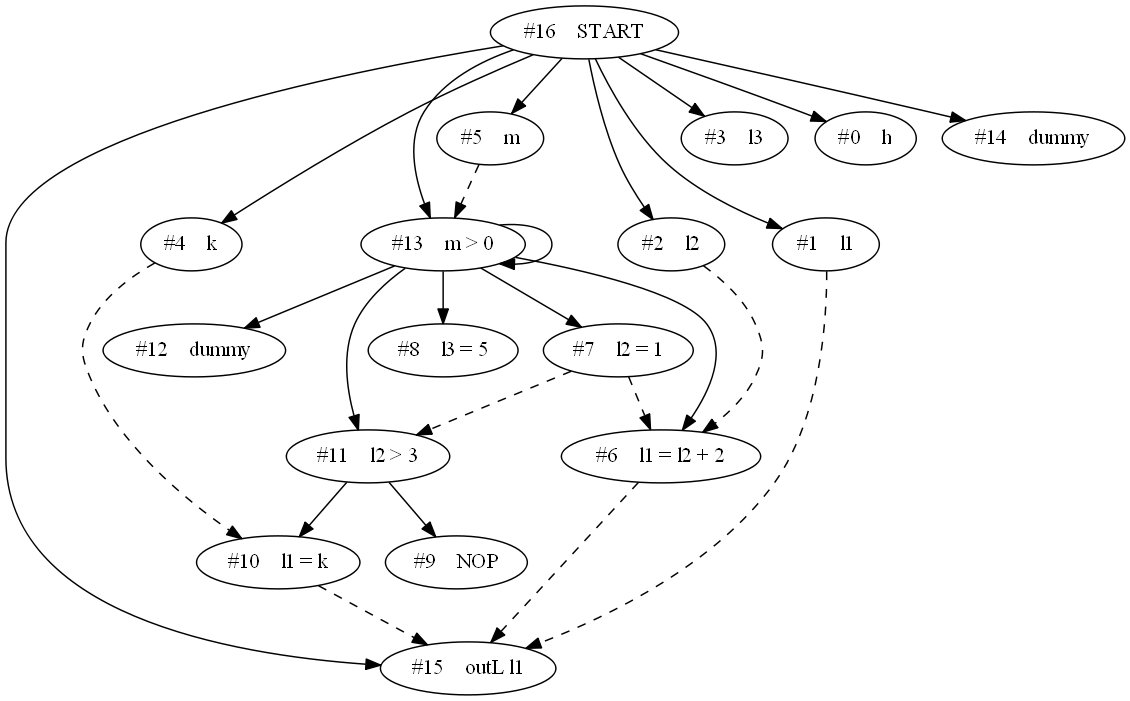 #16 START
#5 m
#3 l3
#0 h
#14 dummy
#4 k
#13 m > 0
#2 l2
#1 l1
#12 dummy
#8 l3 = 5
#7 l2 = 1
#11 l2 > 3
#6 l1 = l2 + 2
#10 l1 = k
#9 NOP
#15 outL l1